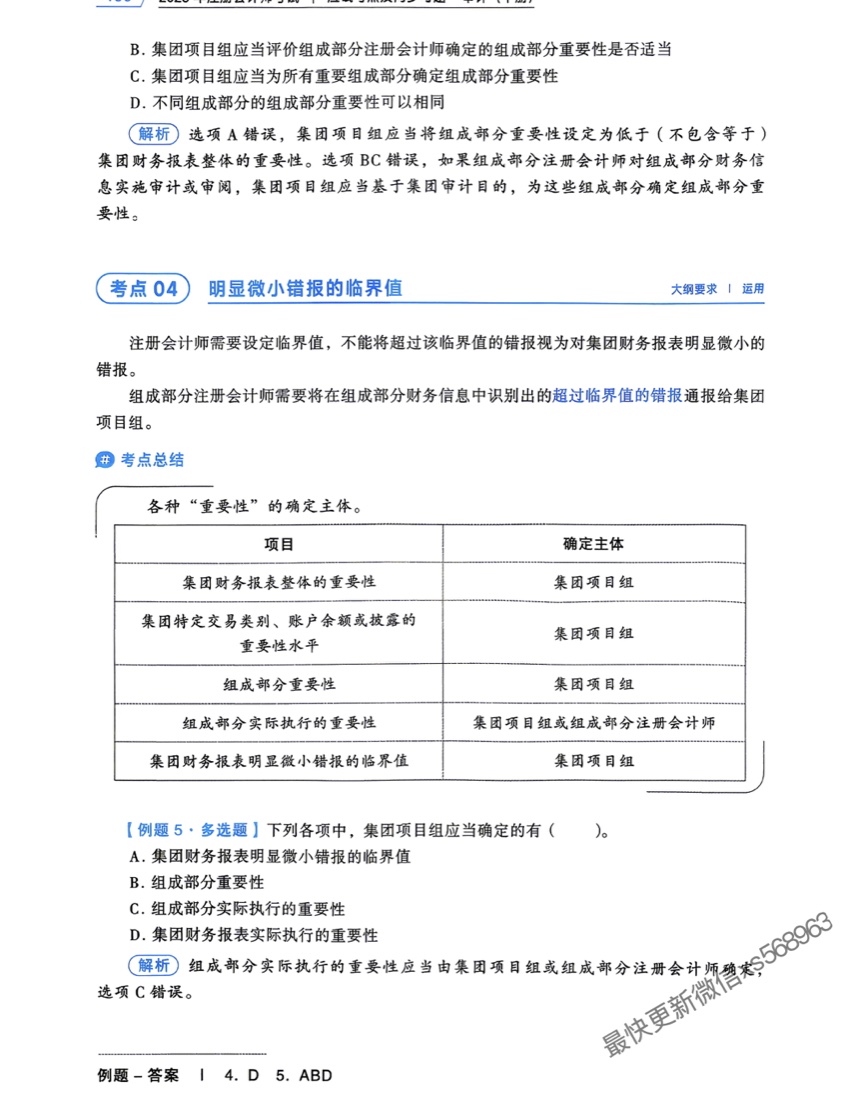 B. 集团项目组应当评价组成部分注册会计师确定的组成部分重要性是否适当
C. 集团项目组应当为所有重要组成部分确定组成部分重要性
D. 不同组成部分的组成部分重要性可以相同
解析 选项 A 错误，集团项目组应当将组成部分重要性设定为低于（不包含等于）
集团财务报表整体的重要性。选项 BC 错误，如果组成部分注册会计师对组成部分财务信
息实施审计或审阅，集团项目组应当基于集团审计目的，为这些组成部分确定组成部分重
要性。
考点 04 明显微小错报的临界值 大纲要求 | 运用
注册会计师需要设定临界值，不能将超过该临界值的错报视为对集团财务报表明显微小的
错报。
组成部分注册会计师需要将在组成部分财务信息中识别出的超过临界值的错报通报给集团
项目组。
# 考点总结
各种“重要性”的确定主体。
项目 确定主体
集团财务报表整体的重要性 集团项目组
集团特定交易类别、账户余额或披露的
重要性水平 集团项目组
组成部分重要性 集团项目组
组成部分实际执行的重要性 集团项目组或组成部分注册会计师
集团财务报表明显微小错报的临界值 集团项目组
【例题 5·多选题】下列各项中，集团项目组应当确定的有（　　）。
A. 集团财务报表明显微小错报的临界值
B. 组成部分重要性
C. 组成部分实际执行的重要性
D. 集团财务报表实际执行的重要性
解析 组成部分实际执行的重要性应当由集团项目组或组成部分注册会计师确定，
选项 C 错误。
最快更新微信xs568963
例题－答案 | 4. D 5. ABD